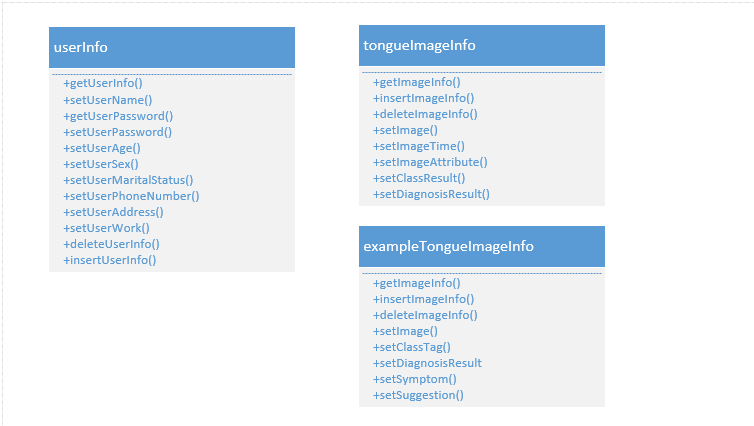 userInfo
+getUserInfo()
+setUserName()
+getUserPassword()
+setUserPassword()
+setUserAge()
+setUserSex()
+setUserMaritalStatus()
+setUserPhoneNumber()
+setUserAddress()
+setUserWork()
+deleteUserInfo()
+insertUserInfo()
tongueImageInfo
+getImageInfo()
+insertImageInfo()
+deleteImageInfo()
+setImage()
+setImageTime()
+setImageAttribute()
+setClassResult()
+setDiagnosisResult()
exampleTongueImageInfo
+getImageInfo()
+insertImageInfo()
+deleteImageInfo()
+setImage()
+setClassTag()
+setDiagnosisResult
+setSymptom()
+setSuggestion()